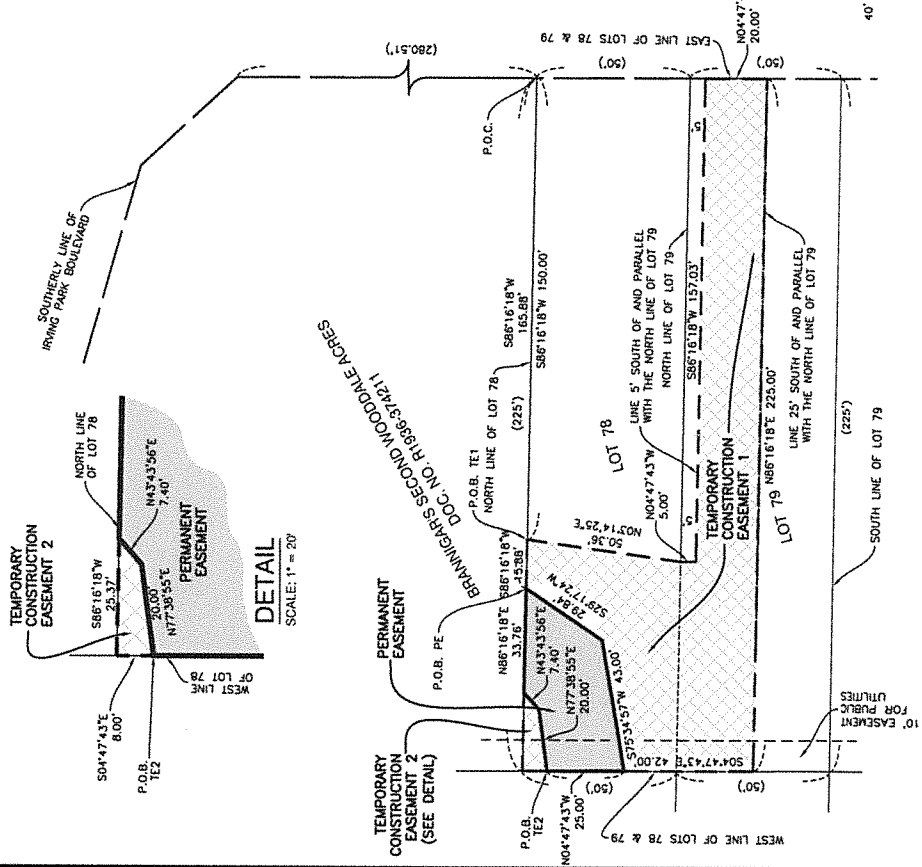 SOUTHERLY LINE OF
IRVING PARK BOULEVARD
(280.51')
TEMPORARY
CONSTRUCTION
EASEMENT 2
S86°16'18"W
25.37'
NORTH LINE
OF LOT 78
N43°43'56"E
7.40'
S04°47'43"E
8.00'
20.00'
N77°38'55"E
PERMANENT
EASEMENT
P.O.B.
TE2
WEST LINE
OF LOT 78
DETAIL
SCALE: 1" = 20'
BRANIGAR'S SECOND WOODDALE ACRES
DOC. NO. R1936-374211
P.O.C.
EAST LINE OF LOTS 78 & 79
(50')
(50')
N04°47'
20.00'
40'
S86°16'18"W
165.88'
S86°16'18"W 150.00'
(225')
P.O.B. TE1
NORTH LINE OF LOT 78
S86°16'18"W
15.88'
P.O.B. PE
N86°16'18"E
33.76'
N43°43'56"E
7.40'
N77°38'55"E
20.00'
PERMANENT
EASEMENT
TEMPORARY
CONSTRUCTION
EASEMENT 2
(SEE DETAIL)
P.O.B.
TE2
N04°47'43"W
25.00'
S29°17'24"W
29.84'
S75°34'57"W 43.00'
N03°14'25"E
50.36'
LOT 78
N04°47'43"W
5.00'
5'
5'
LINE 5' SOUTH OF AND PARALLEL
WITH THE NORTH LINE OF LOT 79
NORTH LINE OF LOT 79
S86°16'18"W 157.03'
TEMPORARY
CONSTRUCTION
EASEMENT 1
LOT 79
N86°16'18"E 225.00'
LINE 25' SOUTH OF AND PARALLEL
WITH NORTH LINE OF LOT 79
S04°47'43"E 42.00'
(50')
(50')
WEST LINE OF LOTS 78 & 79
10' EASEMENT
FOR PUBLIC
UTILITIES
(225')
SOUTH LINE OF LOT 79